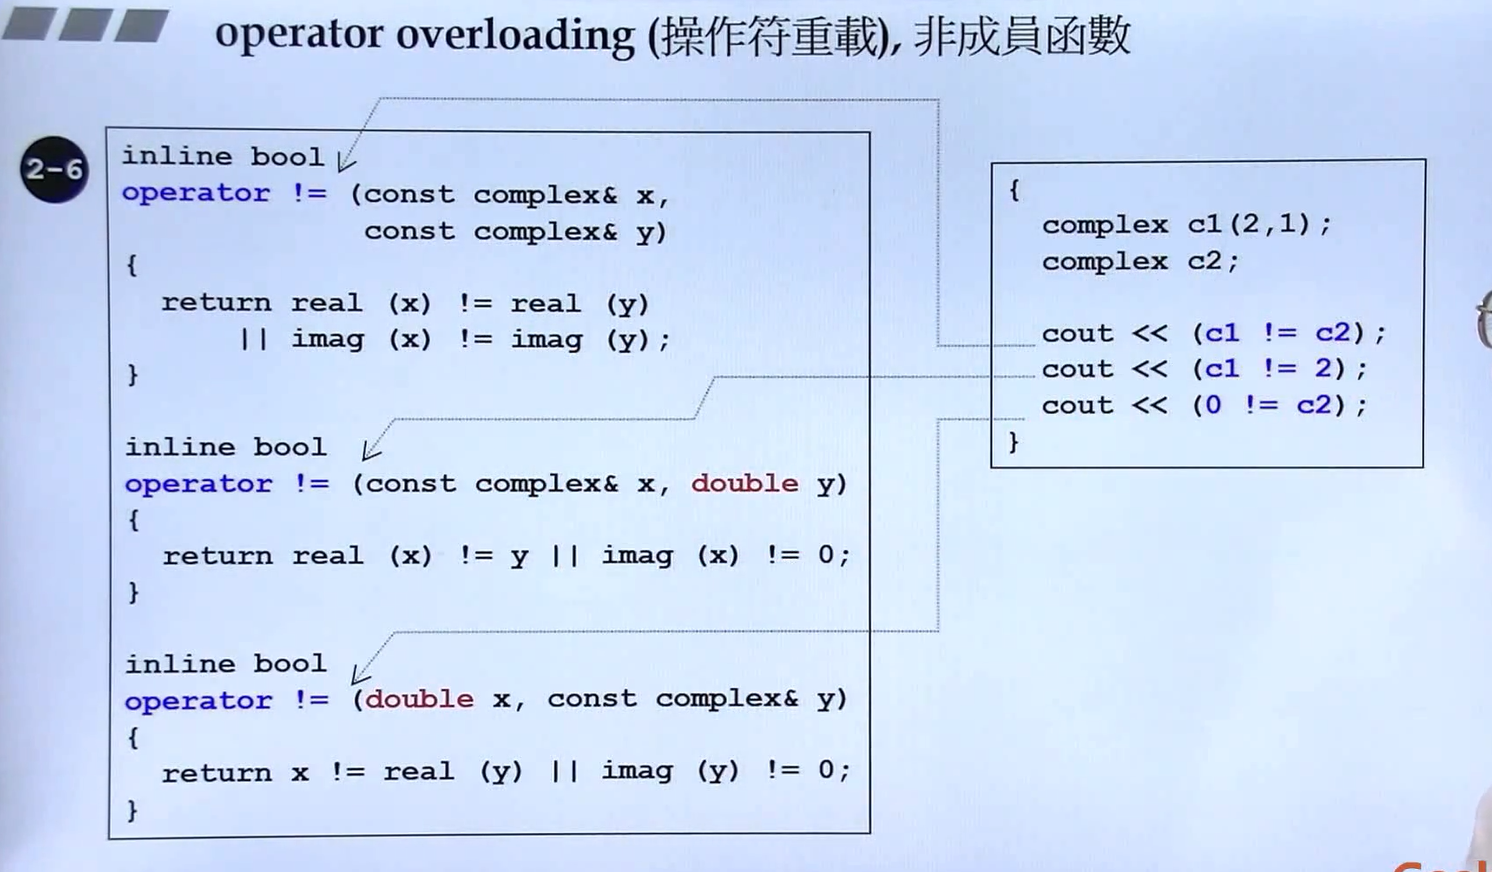 operator overloading (操作符重載), 非成員函數
2-6
inline bool
operator != (const complex& x,
const complex& y)
{
return real (x) != real (y)
|| imag (x) != imag (y);
}
inline bool
operator != (const complex& x, double y)
{
return real (x) != y || imag (x) != 0;
}
inline bool
operator != (double x, const complex& y)
{
return x != real (y) || imag (y) != 0;
}
{
complex c1(2,1);
complex c2;
cout << (c1 != c2);
cout << (c1 != 2);
cout << (0 != c2);
}